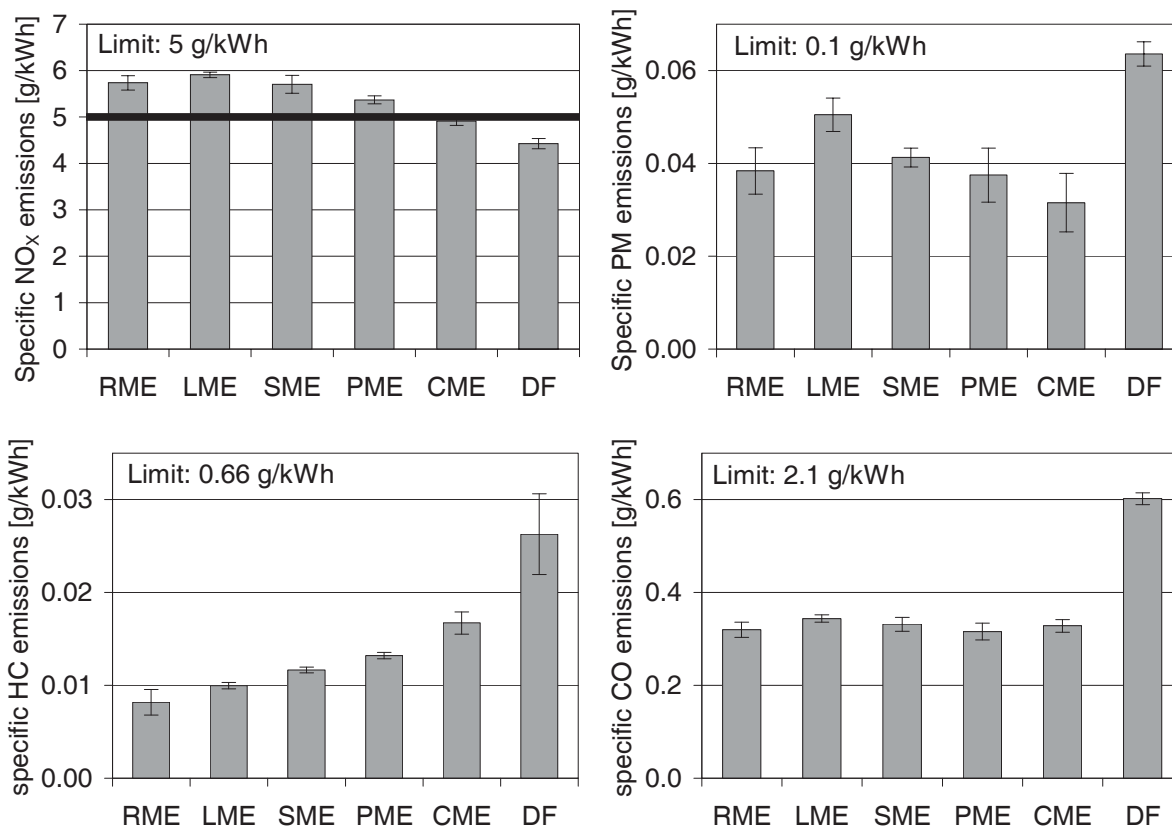 Specific NOx emissions [g/kWh]
Limit: 5 g/kWh
7
6
5
4
3
2
1
0
RME LME SME PME CME DF
Specific PM emissions [g/kWh]
Limit: 0.1 g/kWh
0.06
0.04
0.02
0.00
RME LME SME PME CME DF
specific HC emissions [g/kWh]
Limit: 0.66 g/kWh
0.03
0.02
0.01
0.00
RME LME SME PME CME DF
specific CO emissions [g/kWh]
Limit: 2.1 g/kWh
0.6
0.4
0.2
0.0
RME LME SME PME CME DF